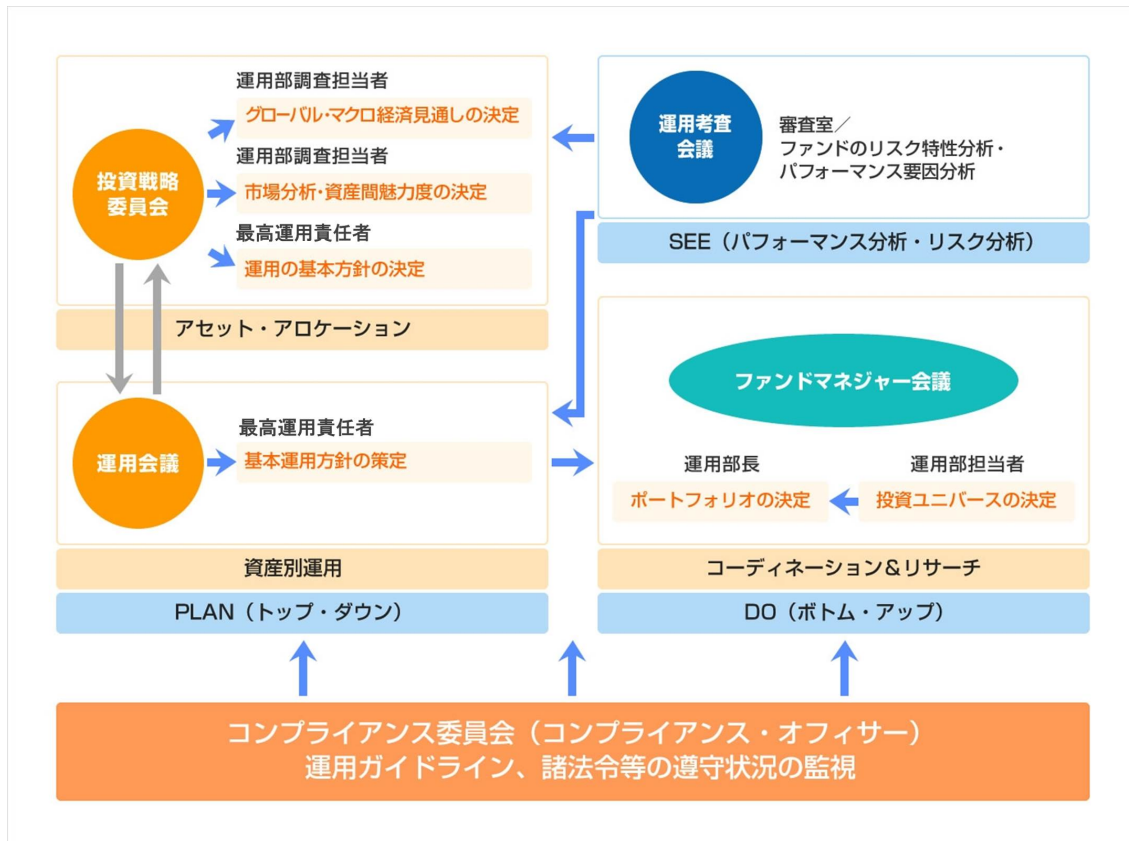 運用部調査担当者
グローバル・マクロ経済見通しの決定
投資戦略
委員会
運用部調査担当者
市場分析・資産間魅力度の決定
最高運用責任者
運用の基本方針の決定
アセット・アロケーション
運用考査
会議
審査室／
ファンドのリスク特性分析・
パフォーマンス要因分析
SEE（パフォーマンス分析・リスク分析）
運用会議
最高運用責任者
基本運用方針の策定
資産別運用
PLAN（トップ・ダウン）
ファンドマネジャー会議
運用部長
ポートフォリオの決定
運用部担当者
投資ユニバースの決定
コーディネーション＆リサーチ
DO（ボトム・アップ）
コンプライアンス委員会（コンプライアンス・オフィサー）
運用ガイドライン、諸法令等の遵守状況の監視